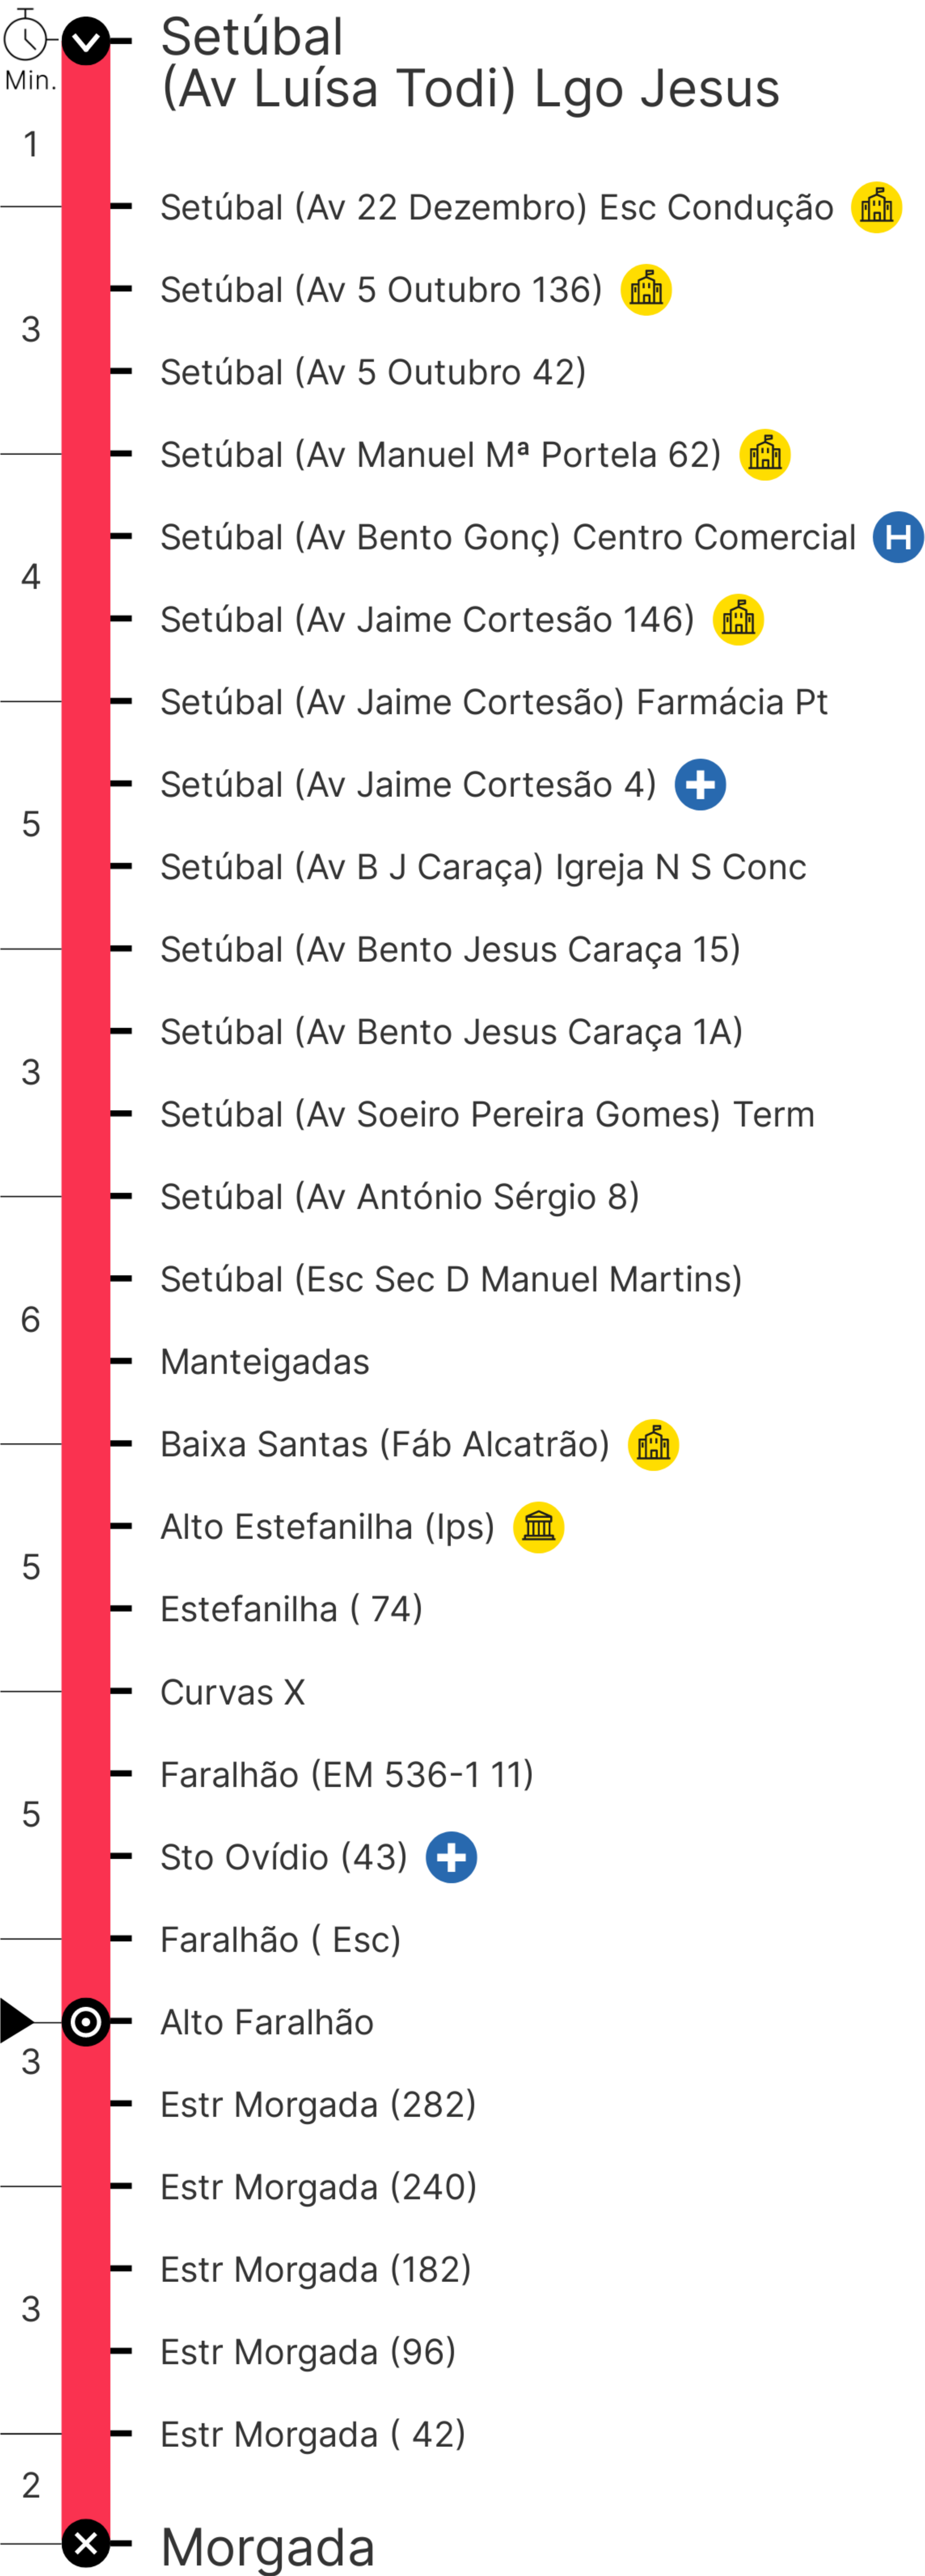 Setúbal
(Av Luísa Todi) Lgo Jesus
Min.
1
Setúbal (Av 22 Dezembro) Esc Condução
Setúbal (Av 5 Outubro 136)
3
Setúbal (Av 5 Outubro 42)
Setúbal (Av Manuel Mª Portela 62)
Setúbal (Av Bento Gonç) Centro Comercial H
4
Setúbal (Av Jaime Cortesão 146)
Setúbal (Av Jaime Cortesão) Farmácia Pt
Setúbal (Av Jaime Cortesão 4)
5
Setúbal (Av B J Caraça) Igreja N S Conc
Setúbal (Av Bento Jesus Caraça 15)
Setúbal (Av Bento Jesus Caraça 1A)
3
Setúbal (Av Soeiro Pereira Gomes) Term
Setúbal (Av António Sérgio 8)
Setúbal (Esc Sec D Manuel Martins)
6
Manteigadas
Baixa Santas (Fáb Alcatrão)
Alto Estefanilha (Ips)
5
Estefanilha ( 74)
Curvas X
Faralhão (EM 536-1 11)
5
Sto Ovídio (43)
Faralhão ( Esc)
Alto Faralhão
3
Estr Morgada (282)
Estr Morgada (240)
Estr Morgada (182)
3
Estr Morgada (96)
Estr Morgada ( 42)
2
Morgada